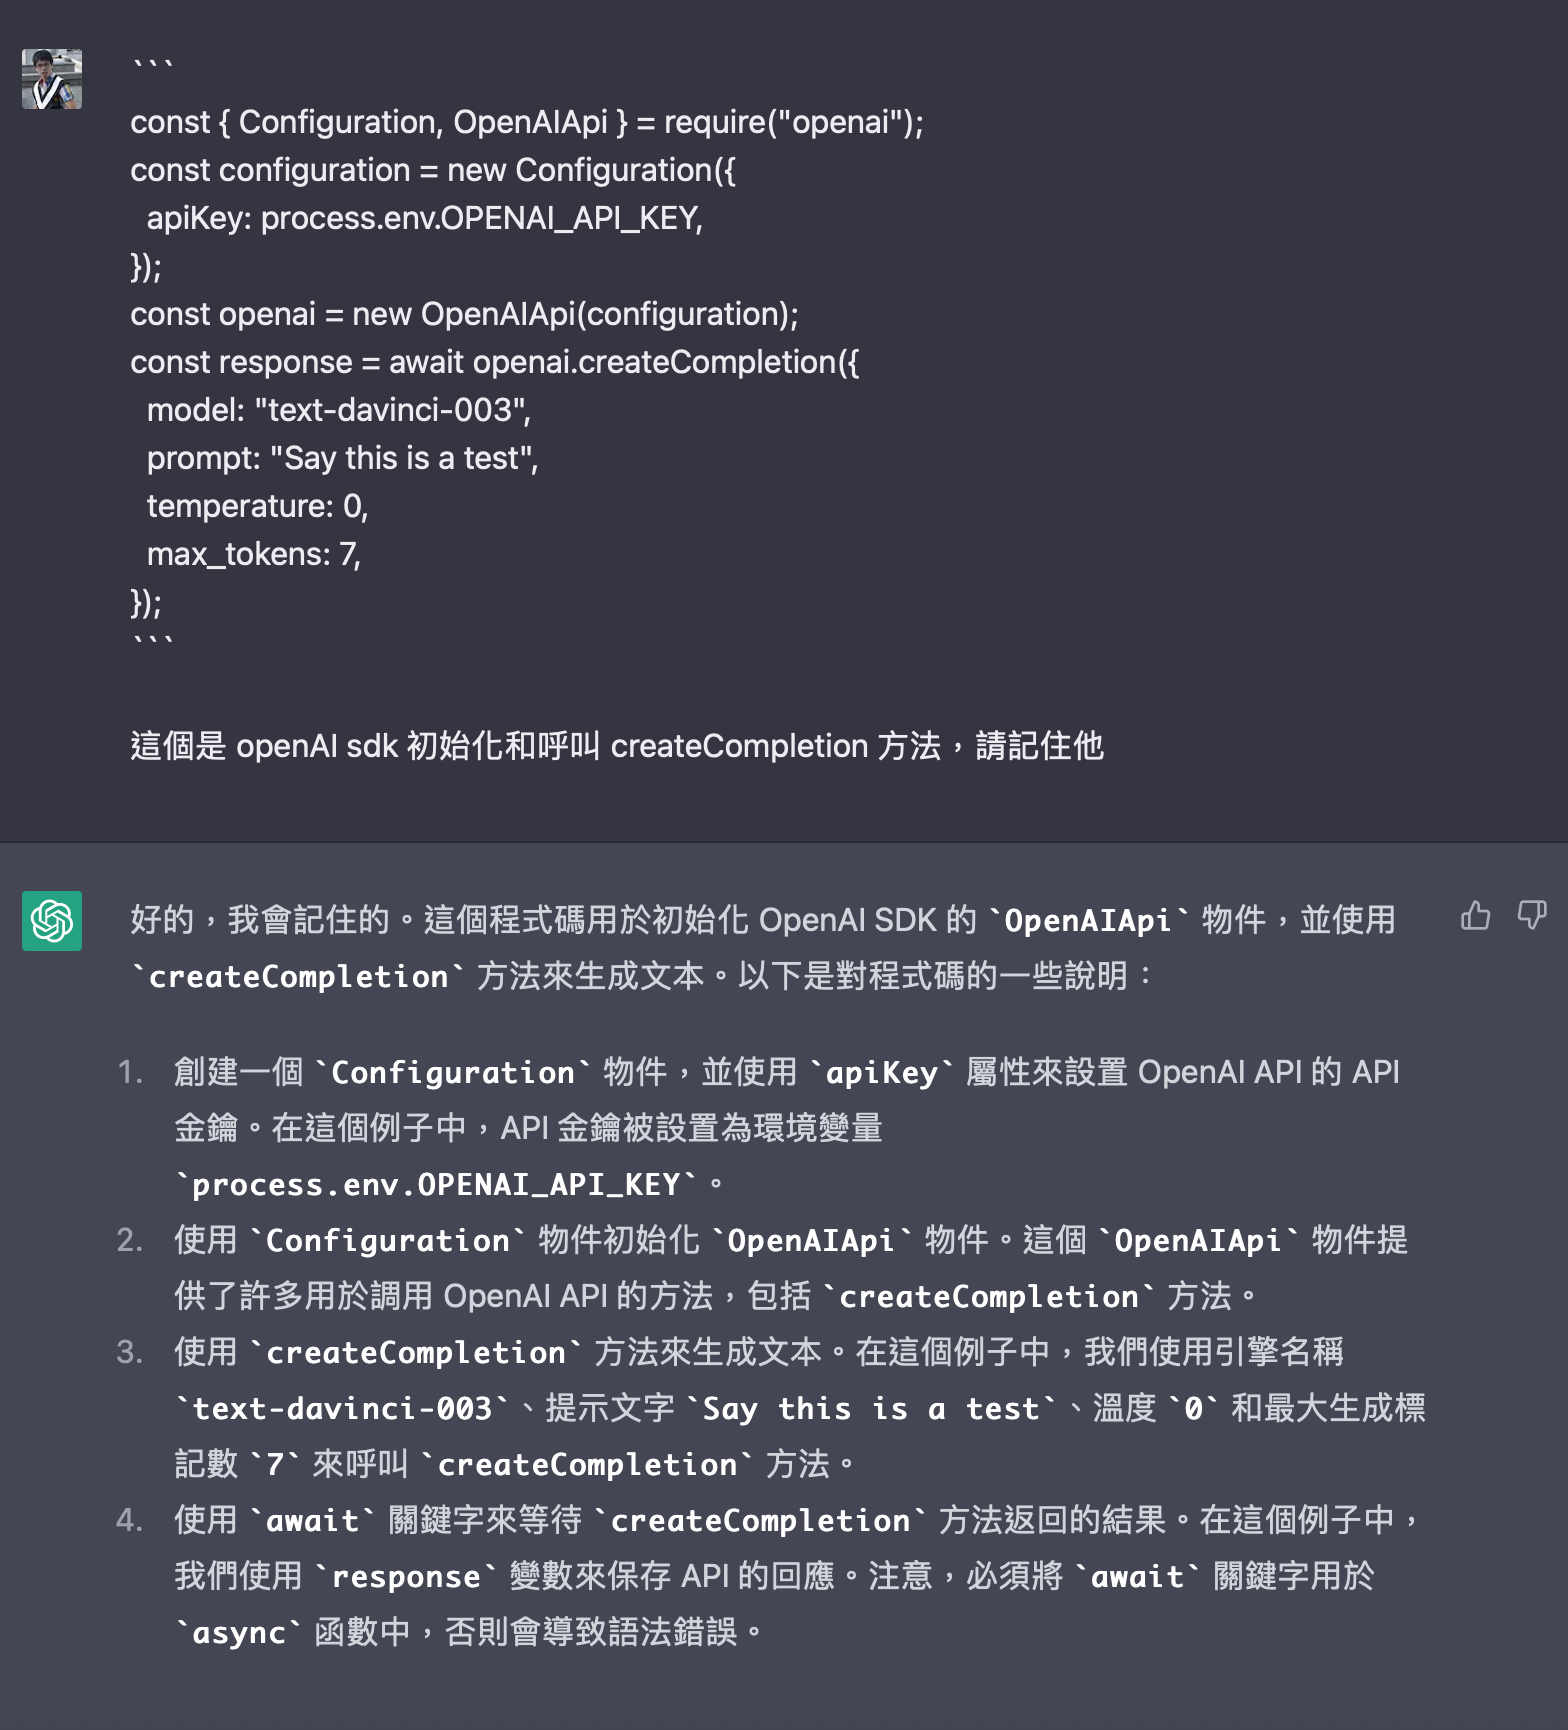 ```
const { Configuration, OpenAIApi } = require("openai");
const configuration = new Configuration({
  apiKey: process.env.OPENAI_API_KEY,
});
const openai = new OpenAIApi(configuration);
const response = await openai.createCompletion({
  model: "text-davinci-003",
  prompt: "Say this is a test",
  temperature: 0,
  max_tokens: 7,
});
```
這個是 openAI sdk 初始化和呼叫 createCompletion 方法，請記住他
好的，我會記住的。這個程式碼用於初始化 OpenAI SDK 的 `OpenAIApi` 物件，並使用
`createCompletion` 方法來生成文本。以下是對程式碼的一些說明：
1. 創建一個 `Configuration` 物件，並使用 `apiKey` 屬性來設置 OpenAI API 的 API
金鑰。在這個例子中，API 金鑰被設置為環境變量
`process.env.OPENAI_API_KEY`。
2. 使用 `Configuration` 物件初始化 `OpenAIApi` 物件。這個 `OpenAIApi` 物件提
供了許多用於調用 OpenAI API 的方法，包括 `createCompletion` 方法。
3. 使用 `createCompletion` 方法來生成文本。在這個例子中，我們使用引擎名稱
`text-davinci-003`、提示文字 `Say this is a test`、溫度 `0` 和最大生成標
記數 `7` 來呼叫 `createCompletion` 方法。
4. 使用 `await` 關鍵字來等待 `createCompletion` 方法返回的結果。在這個例子中，
我們使用 `response` 變數來保存 API 的回應。注意，必須將 `await` 關鍵字用於
`async` 函數中，否則會導致語法錯誤。